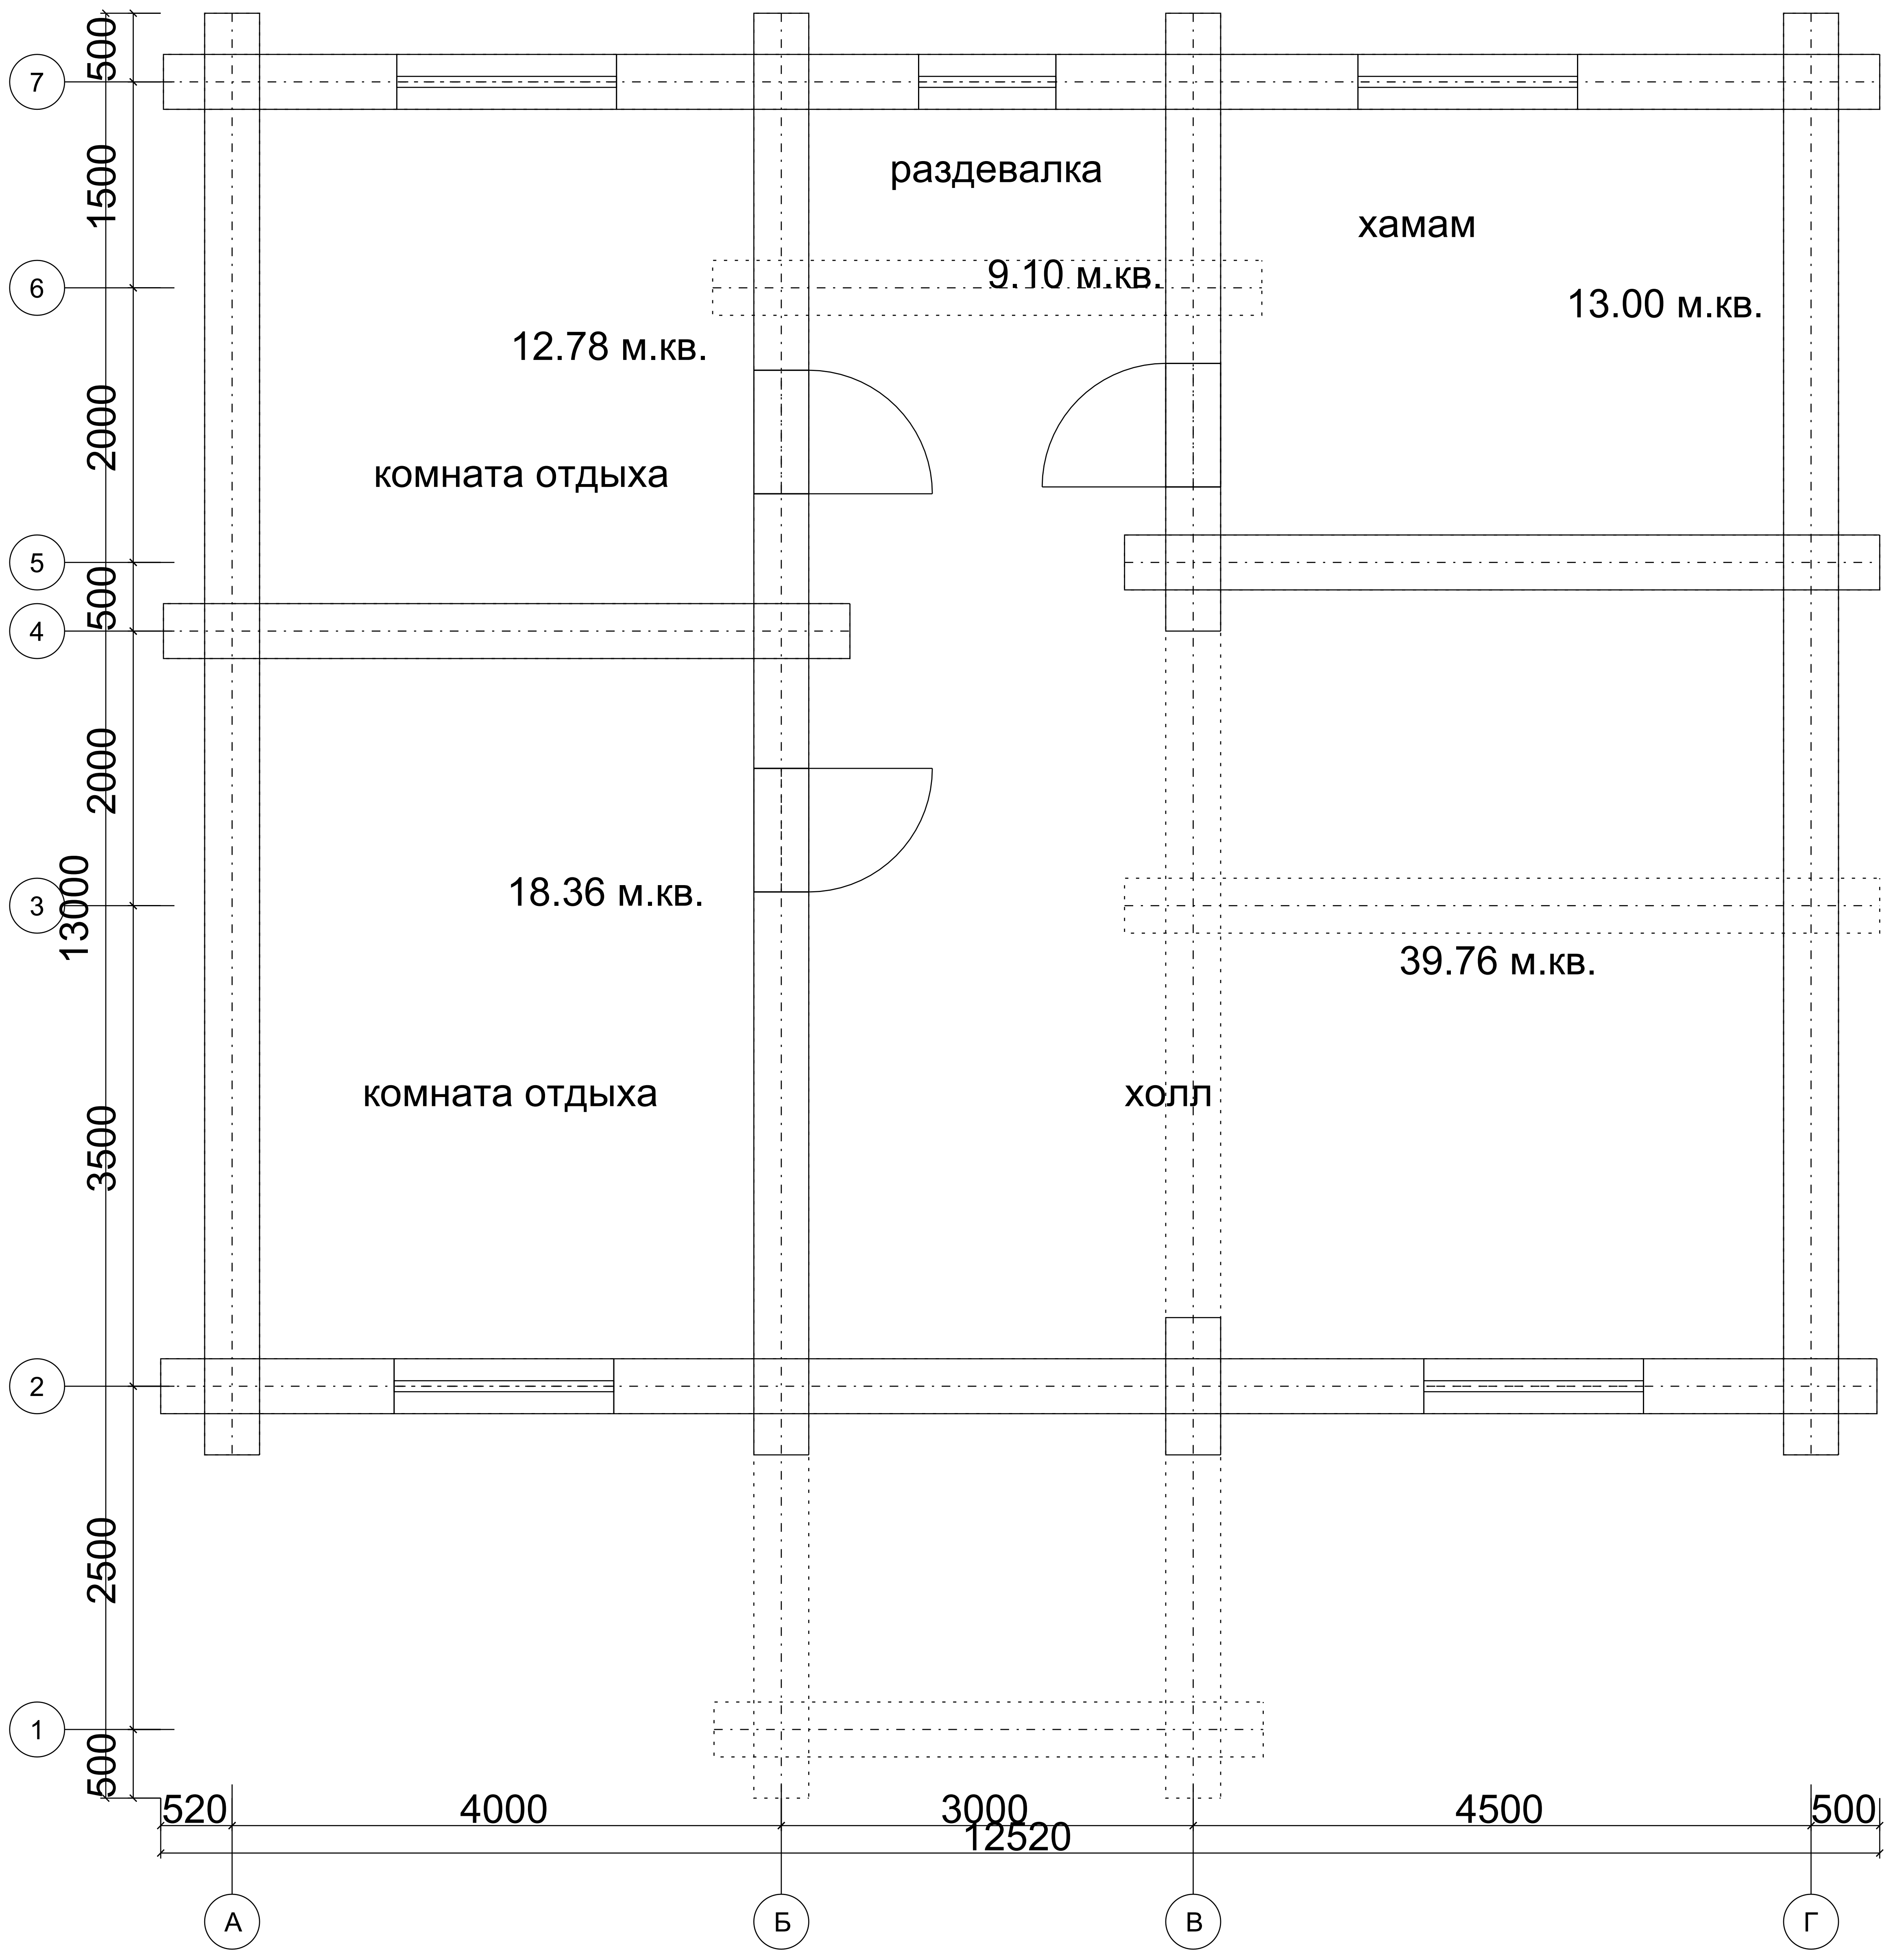 500
7
1500
раздевалка
хамам
6
9.10 м.кв.
13.00 м.кв.
12.78 м.кв.
2000
комната отдыха
5
500
4
2000
3
13000
18.36 м.кв.
39.76 м.кв.
комната отдыха
холл
3500
2
2500
1
500
520
4000
3000
4500
500
12520
А
Б
В
Г